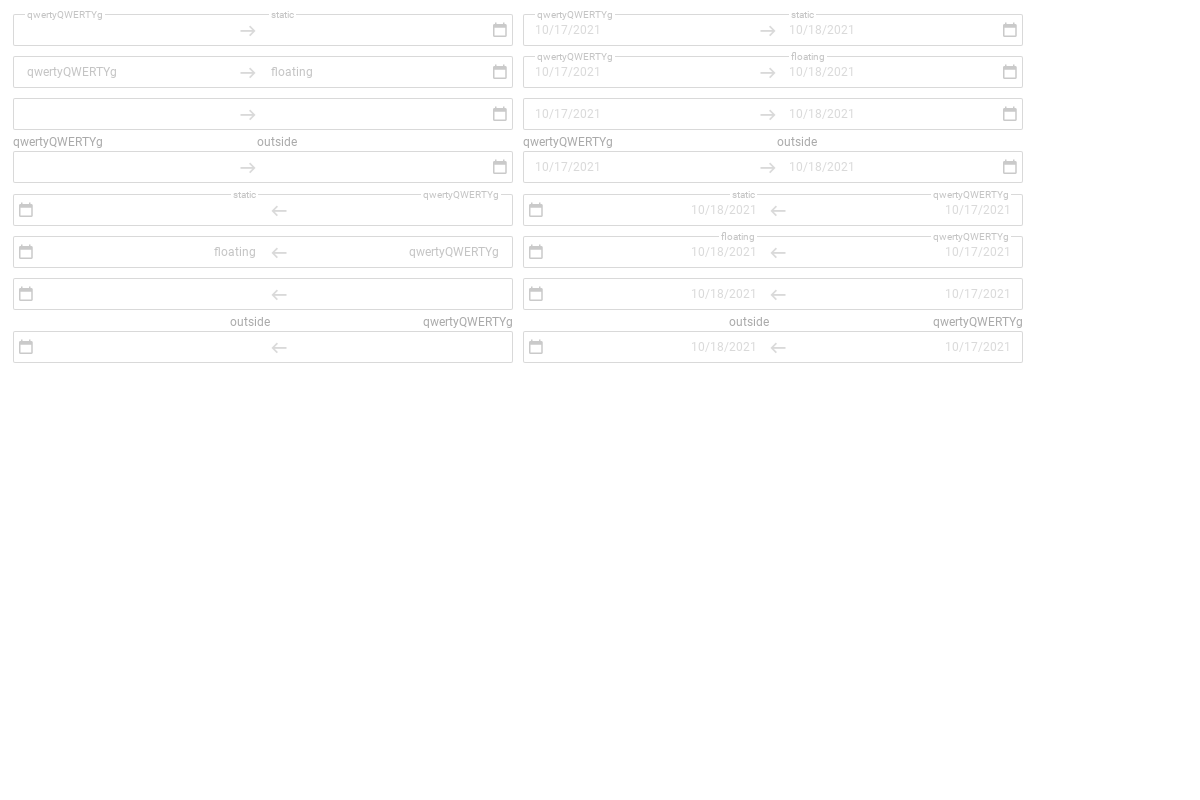 qwertyQWERTYg static qwertyQWERTYg static
10/17/2021 10/18/2021
qwertyQWERTYg floating
qwertyQWERTYg floating 10/17/2021 10/18/2021
10/17/2021 10/18/2021
qwertyQWERTYg outside qwertyQWERTYg outside
10/17/2021 10/18/2021
static qwertyQWERTYg static qwertyQWERTYg
10/18/2021 10/17/2021
floating qwertyQWERTYg
floating qwertyQWERTYg 10/18/2021 10/17/2021
10/18/2021 10/17/2021
outside qwertyQWERTYg outside qwertyQWERTYg
10/18/2021 10/17/2021